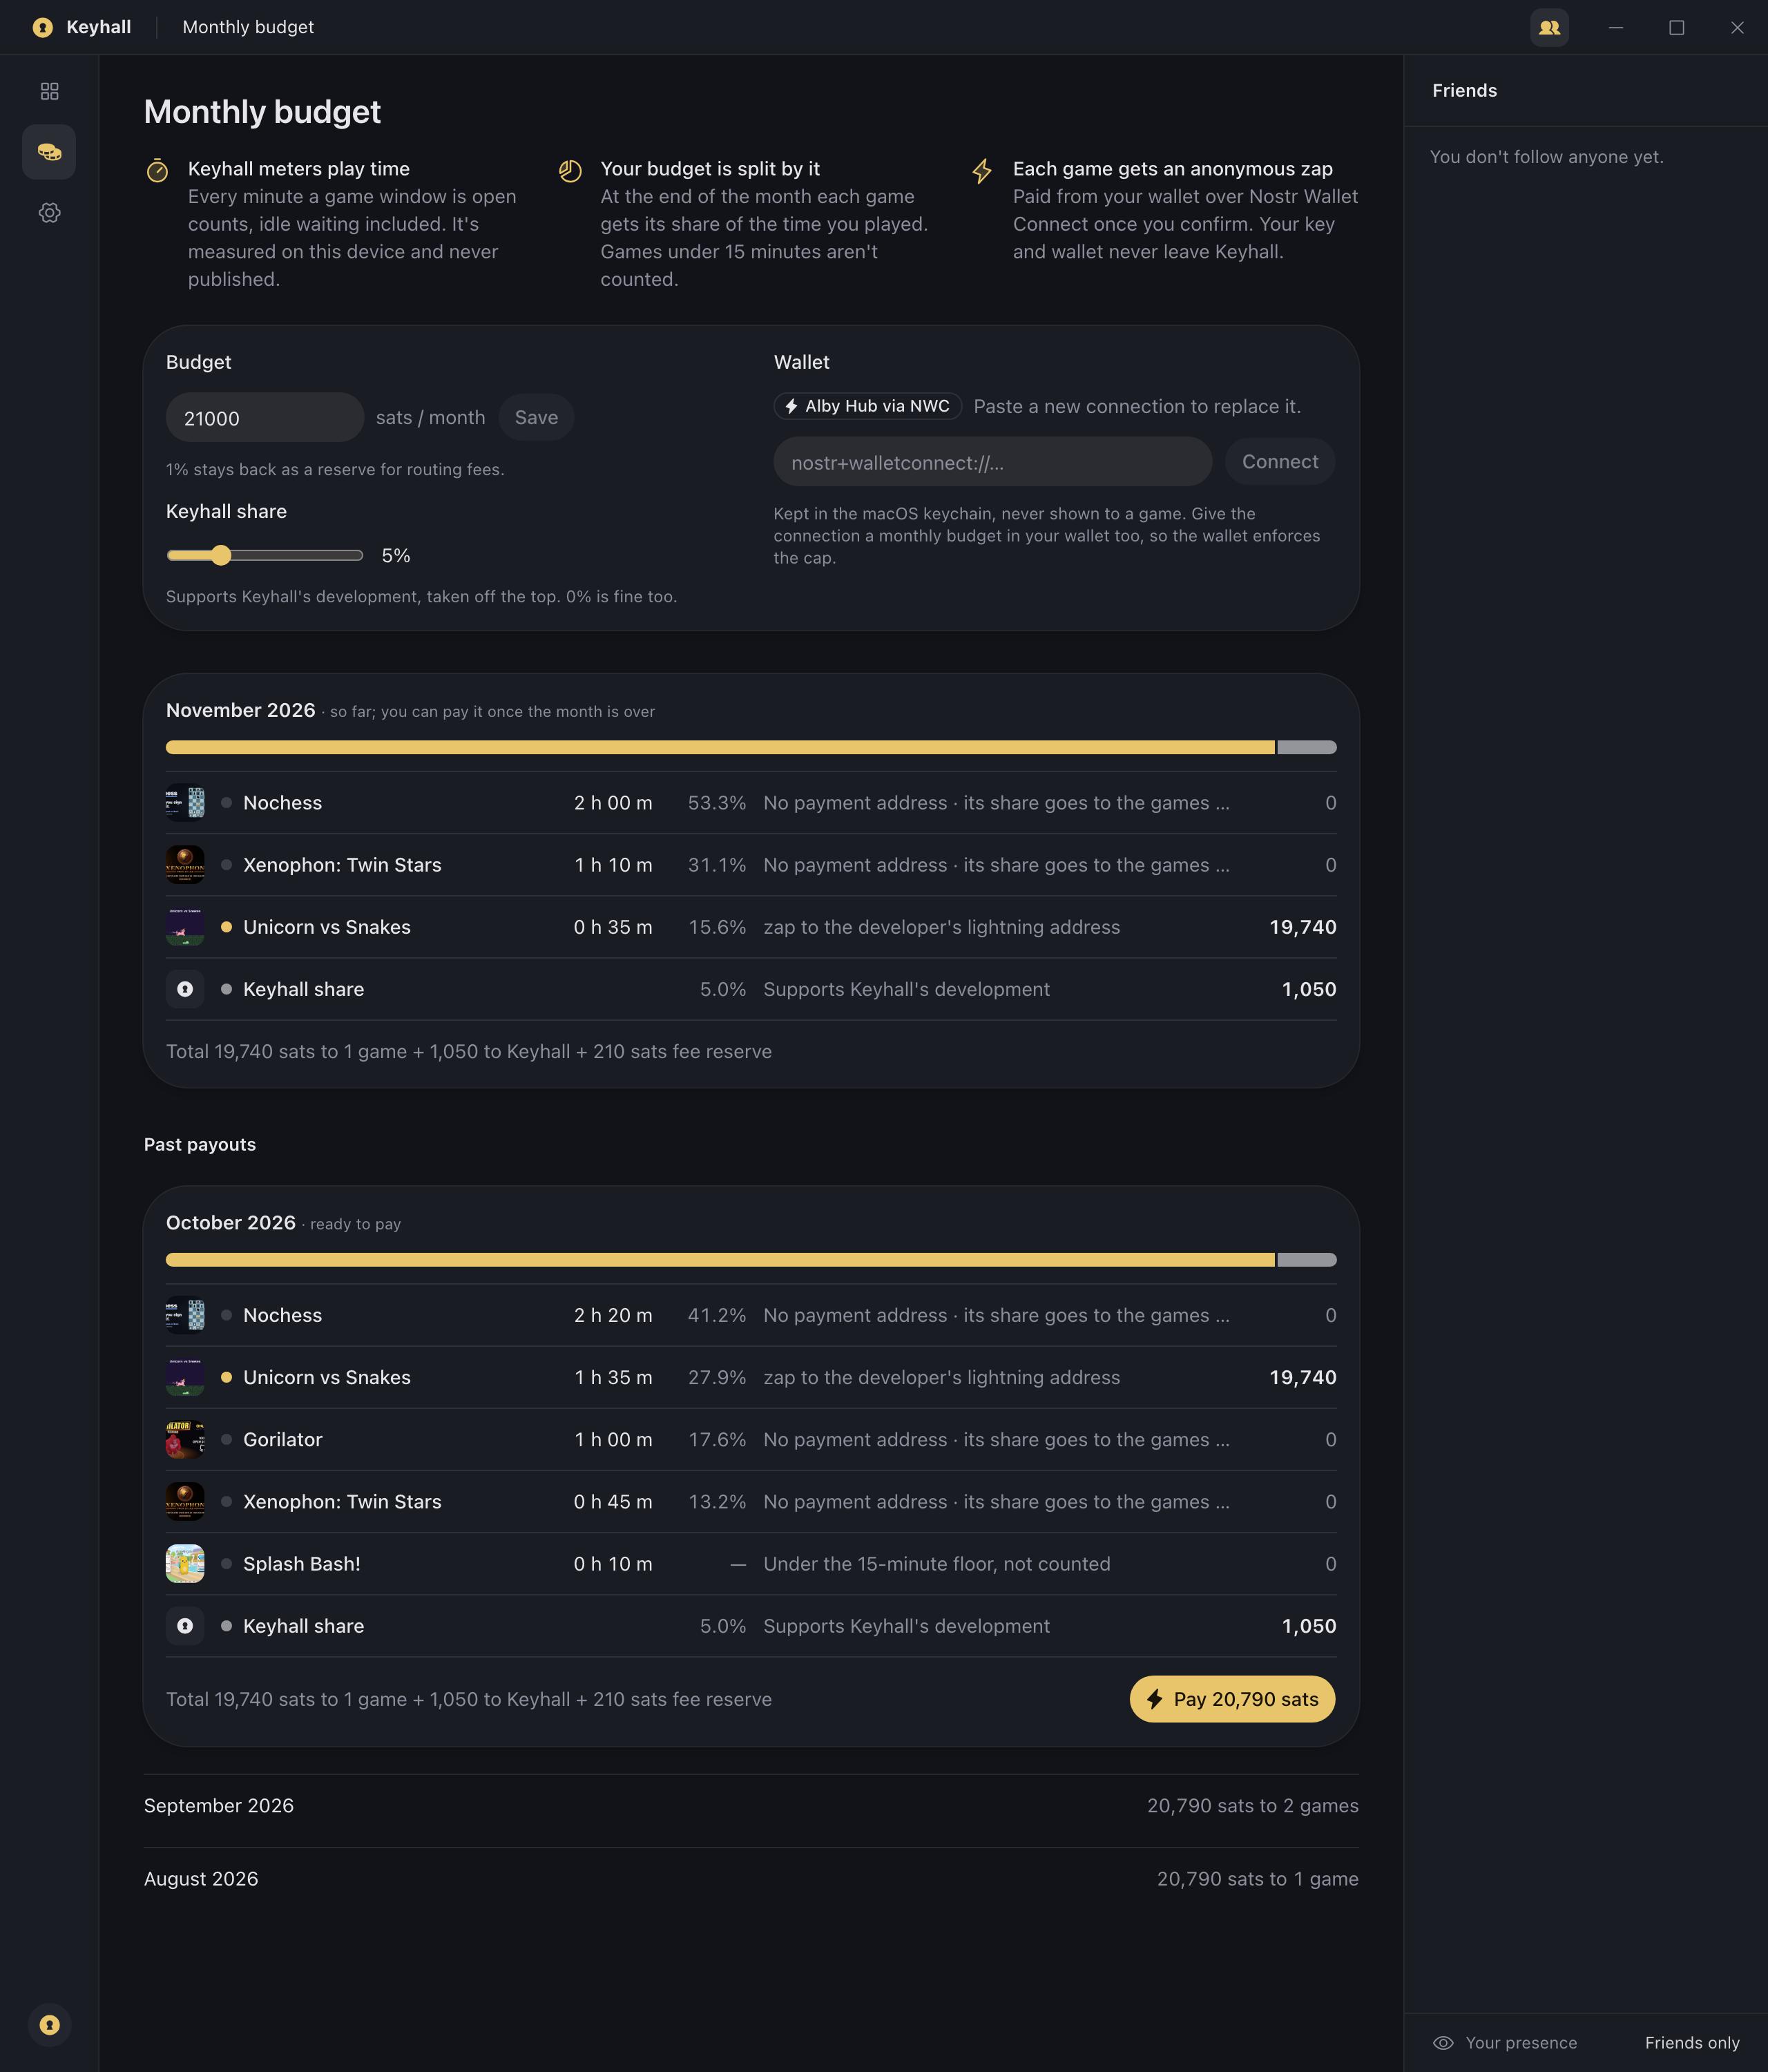 Keyhall
Monthly budget
Monthly budget
Keyhall meters play time
Every minute a game window is open
counts, idle waiting included. It's
measured on this device and never
published.
Your budget is split by it
At the end of the month each game
gets its share of the time you played.
Games under 15 minutes aren't
counted.
Each game gets an anonymous zap
Paid from your wallet over Nostr Wallet
Connect once you confirm. Your key
and wallet never leave Keyhall.
Budget
21000 sats / month Save
1% stays back as a reserve for routing fees.
Keyhall share
5%
Supports Keyhall's development, taken off the top. 0% is fine too.
Wallet
Alby Hub via NWC Paste a new connection to replace it.
nostr+walletconnect://... Connect
Kept in the macOS keychain, never shown to a game. Give the
connection a monthly budget in your wallet too, so the wallet enforces
the cap.
November 2026 · so far; you can pay it once the month is over
Nochess 2 h 00 m 53.3% No payment address · its share goes to the games ... 0
Xenophon: Twin Stars 1 h 10 m 31.1% No payment address · its share goes to the games ... 0
Unicorn vs Snakes 0 h 35 m 15.6% zap to the developer's lightning address 19,740
Keyhall share 5.0% Supports Keyhall's development 1,050
Total 19,740 sats to 1 game + 1,050 to Keyhall + 210 sats fee reserve
Past payouts
October 2026 · ready to pay
Nochess 2 h 20 m 41.2% No payment address · its share goes to the games ... 0
Unicorn vs Snakes 1 h 35 m 27.9% zap to the developer's lightning address 19,740
Gorilator 1 h 00 m 17.6% No payment address · its share goes to the games ... 0
Xenophon: Twin Stars 0 h 45 m 13.2% No payment address · its share goes to the games ... 0
Splash Bash! 0 h 10 m — Under the 15-minute floor, not counted 0
Keyhall share 5.0% Supports Keyhall's development 1,050
Total 19,740 sats to 1 game + 1,050 to Keyhall + 210 sats fee reserve
Pay 20,790 sats
September 2026 20,790 sats to 2 games
August 2026 20,790 sats to 1 game
Friends
You don't follow anyone yet.
Your presence Friends only